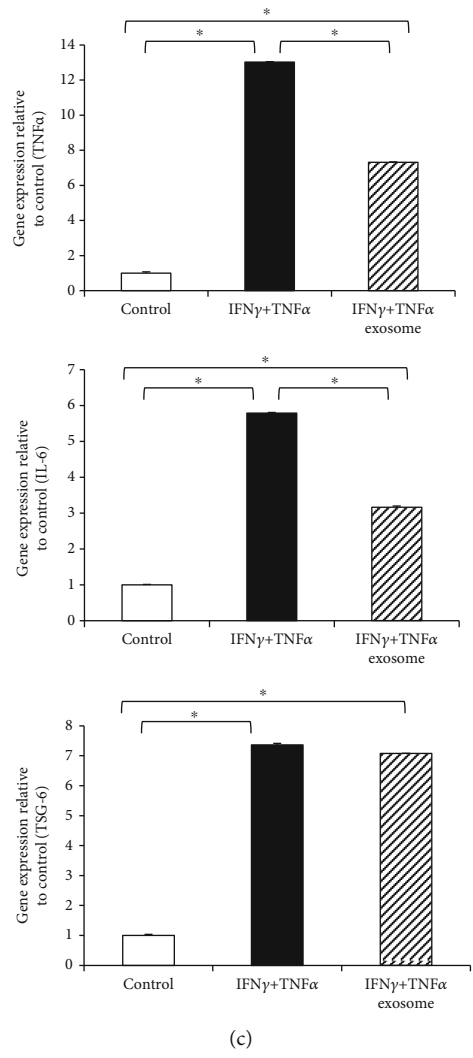 *
*
*
Gene expression relative
to control (TNFα)
14
12
10
8
6
4
2
0
Control
IFNγ+TNFα
IFNγ+TNFα
exosome
*
*
*
Gene expression relative
to control (IL-6)
7
6
5
4
3
2
1
0
Control
IFNγ+TNFα
IFNγ+TNFα
exosome
*
*
Gene expression relative
to control (TSG-6)
8
7
6
5
4
3
2
1
0
Control
IFNγ+TNFα
IFNγ+TNFα
exosome
(c)